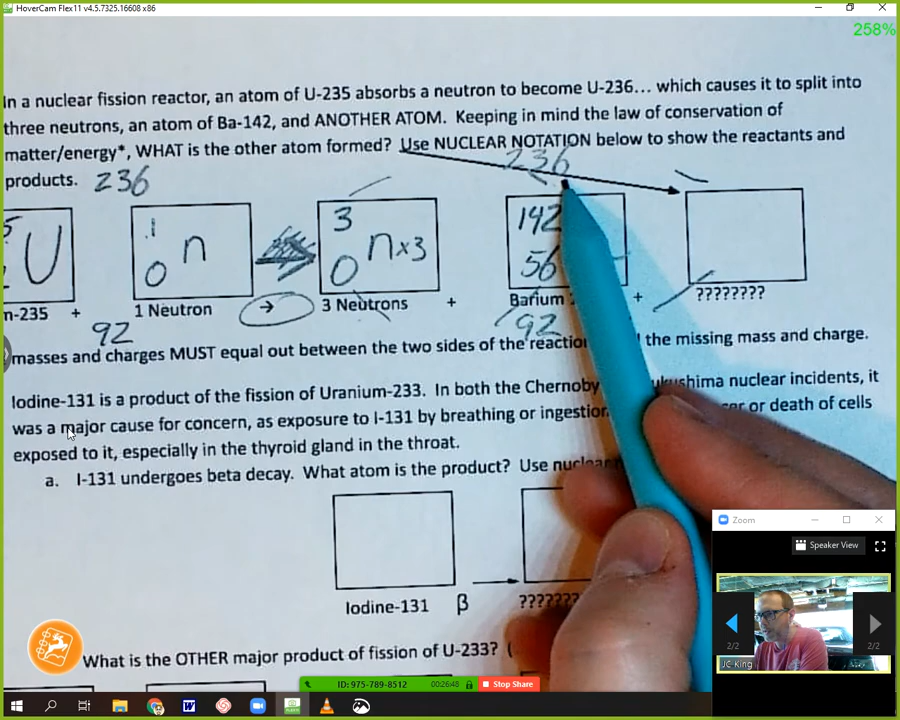 HoverCam Flex11 v4.5.7325.16608 x86
258%
In a nuclear fission reactor, an atom of U-235 absorbs a neutron to become U-236... which causes it to split into
three neutrons, an atom of Ba-142, and ANOTHER ATOM. Keeping in mind the law of conservation of
matter/energy*, WHAT is the other atom formed? Use NUCLEAR NOTATION below to show the reactants and
products. 236
236
5 U
1 0 n
3 0 n x3
142 56
n-235 + 1 Neutron → 3 Neutrons + Barium + ????????
92
92
masses and charges MUST equal out between the two sides of the reactio the missing mass and charge.
Iodine-131 is a product of the fission of Uranium-233. In both the Chernoby ukushima nuclear incidents, it
was a major cause for concern, as exposure to I-131 by breathing or ingestion er or death of cells
exposed to it, especially in the thyroid gland in the throat.
a. I-131 undergoes beta decay. What atom is the product? Use nuclear
Iodine-131 β ???????
What is the OTHER major product of fission of U-233? (
Zoom
Speaker View
2/2
2/2
JC King
ID: 975-789-8512
00:26:48
Stop Share